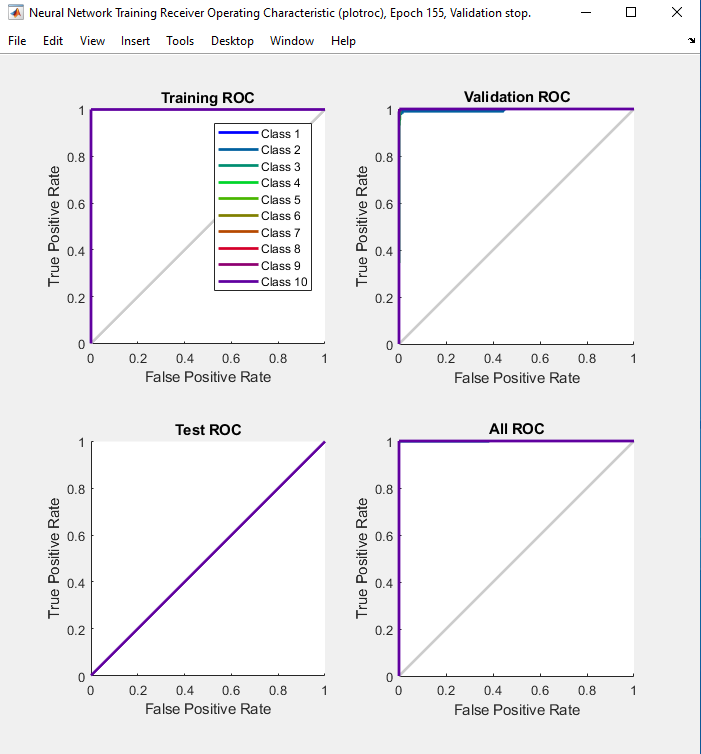 Neural Network Training Receiver Operating Characteristic (plotroc), Epoch 155, Validation stop.
File Edit View Insert Tools Desktop Window Help
Training ROC
True Positive Rate
1
0.8
0.6
0.4
0.2
0
0 0.2 0.4 0.6 0.8 1
False Positive Rate
Class 1
Class 2
Class 3
Class 4
Class 5
Class 6
Class 7
Class 8
Class 9
Class 10
Validation ROC
True Positive Rate
1
0.8
0.6
0.4
0.2
0
0 0.2 0.4 0.6 0.8 1
False Positive Rate
Test ROC
True Positive Rate
1
0.8
0.6
0.4
0.2
0
0 0.2 0.4 0.6 0.8 1
False Positive Rate
All ROC
True Positive Rate
1
0.8
0.6
0.4
0.2
0
0 0.2 0.4 0.6 0.8 1
False Positive Rate